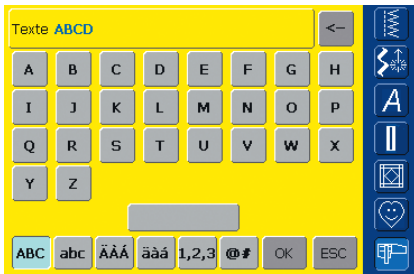 Texte ABCD <-
A B C D E F G H
I J K L M N O P
Q R S T U V W X
Y Z
ABC abc ÄÀÁ äàá 1,2,3 @# OK ESC
A